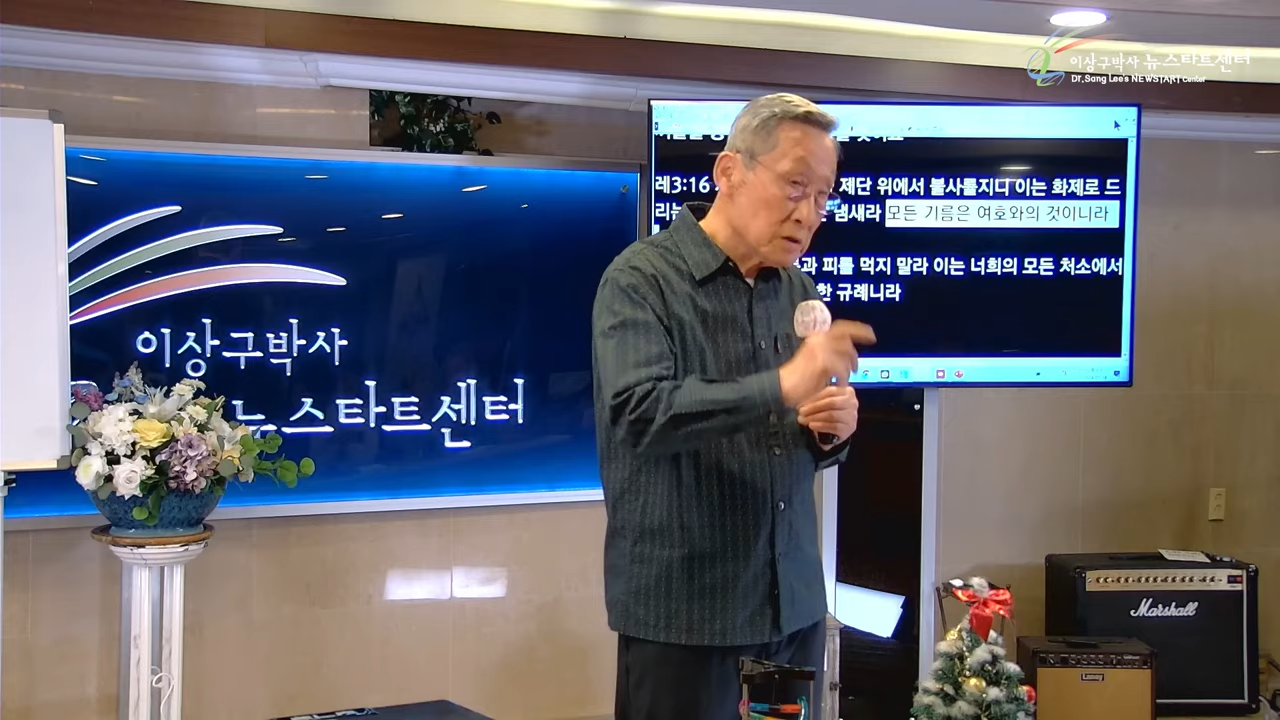 이상구박사 뉴스타트센터
Dr. Sang Lee's NEWSTART Center
레3:16 제단 위에서 불사를지니 이는 화제로 드
리는 냄새라 모든 기름은 여호와의 것이니라
과 피를 먹지 말라 이는 너희의 모든 처소에서
한 규례니라
이상구박사
뉴스타트센터
Marshall
Laney